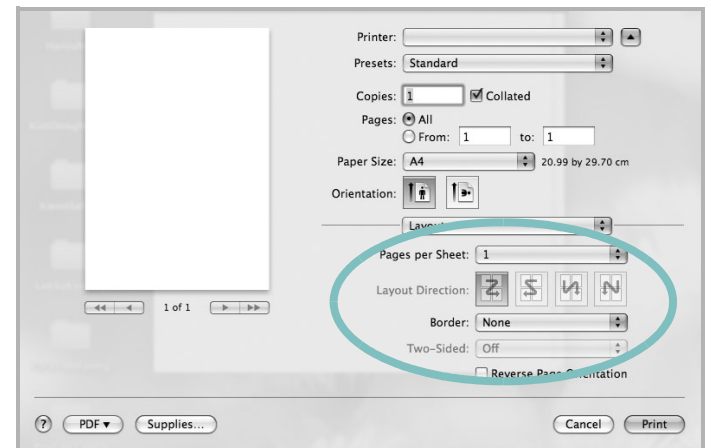 Printer:
Presets: Standard
Copies: 1 Collated
Pages: All
From: 1 to: 1
Paper Size: A4 20.99 by 29.70 cm
Orientation:
Layout
Pages per Sheet: 1
Layout Direction:
Border: None
Two-Sided: Off
Reverse Page Orientation
1 of 1
? PDF Supplies... Cancel Print